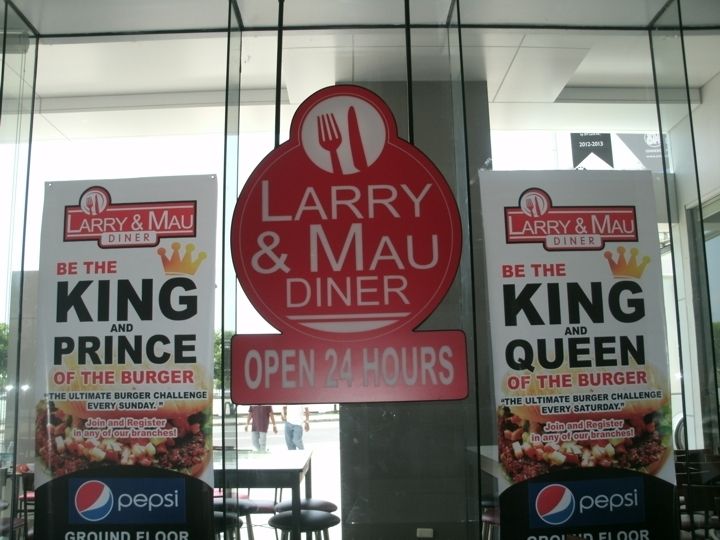 LARRY & MAU
DINER
BE THE
KING
AND
PRINCE
OF THE BURGER
"THE ULTIMATE BURGER CHALLENGE
EVERY SUNDAY."
Join and Register
in any of our branches!
pepsi
GROUND FLOOR
LARRY
& MAU
DINER
OPEN 24 HOURS
LARRY & MAU
DINER
BE THE
KING
AND
QUEEN
OF THE BURGER
"THE ULTIMATE BURGER CHALLENGE
EVERY SATURDAY."
Join and Register
in any of our branches!
pepsi
GROUND FLOOR
2012-2013